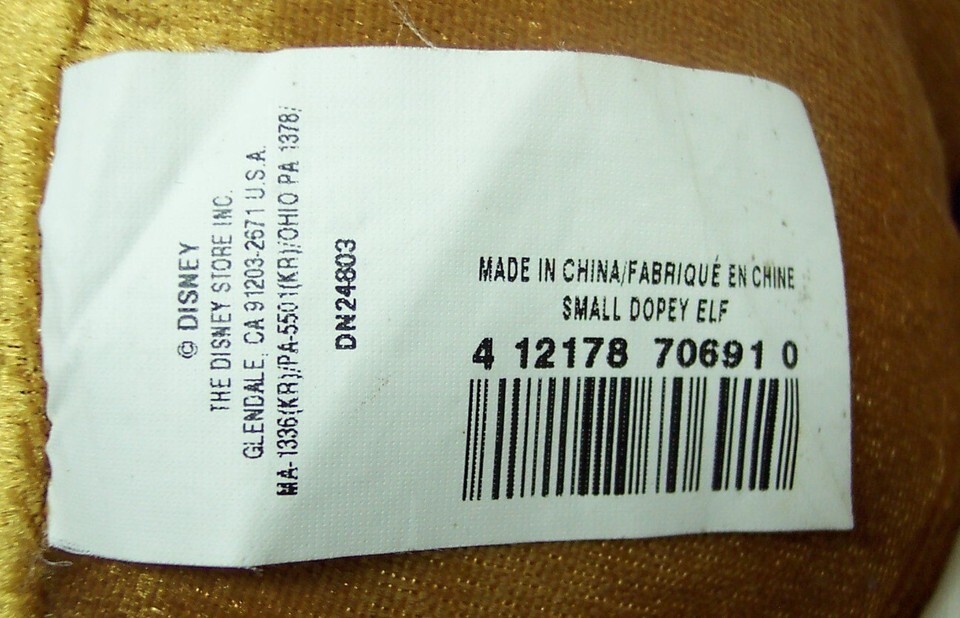 © DISNEY
THE DISNEY STORE INC.
GLENDALE, CA 91203-2671 U.S.A.
MA-1336(KR)/PA-5501(KR)/OHIO PA 1378/
DN24803
MADE IN CHINA/FABRIQUÉ EN CHINE
SMALL DOPEY ELF
4 12178 70691 0